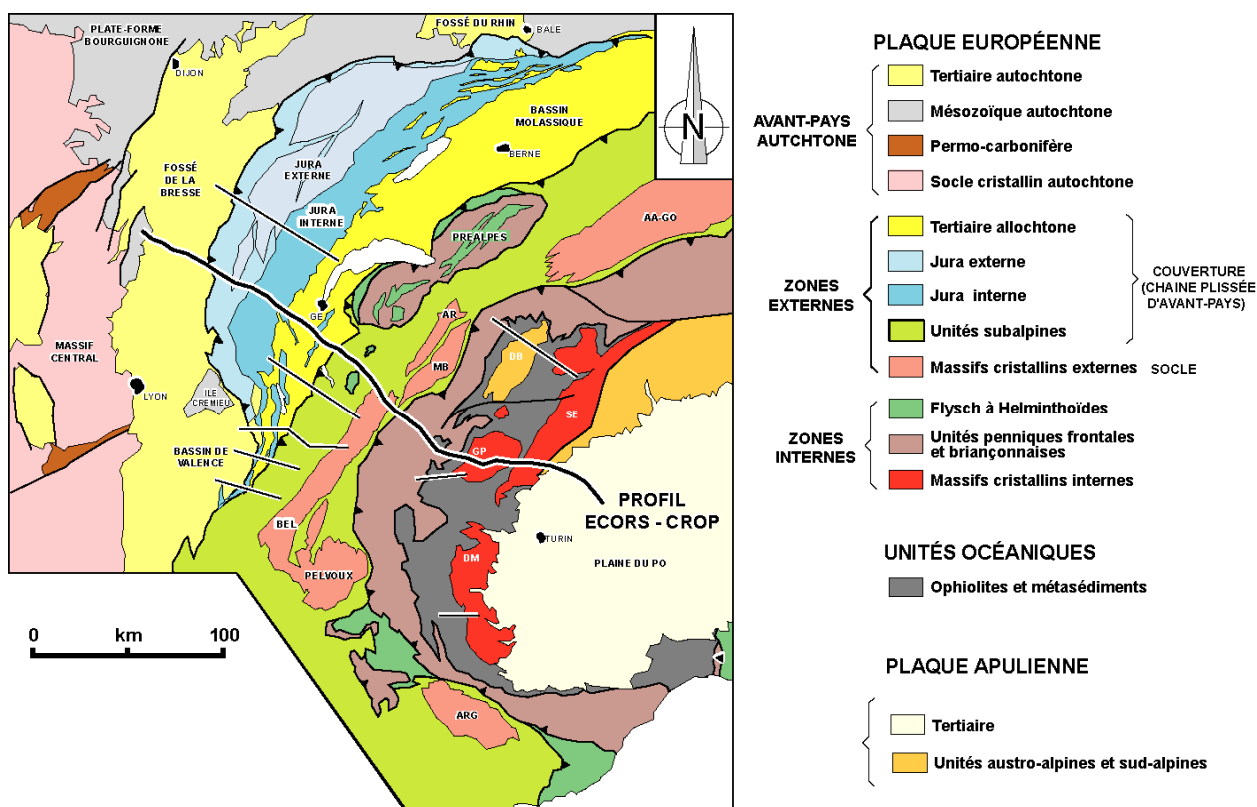 PLATE-FORME
BOURGUIGNONE
FOSSÉ DU RHIN
BALE
DIJON
N
BASSIN
MOLASSIQUE
BERNE
JURA
EXTERNE
FOSSÉ
DE LA
BRESSE
JURA
INTERNE
AA-GO
PREALPES
GE
AR
MASSIF
CENTRAL
MB
DB
LYON
ILE
CREMIEU
SE
BASSIN DE
VALENCE
GP
PROFIL
ECORS - CROP
BEL
TURIN
DM
PLAINE DU PO
PELVOUX
ARG
0 km 100
PLAQUE EUROPÉENNE
AVANT-PAYS
AUTCHTONE
Tertiaire autochtone
Mésozoïque autochtone
Permo-carbonifère
Socle cristallin autochtone
ZONES
EXTERNES
Tertiaire allochtone
Jura externe
Jura interne
Unités subalpines
COUVERTURE
(CHAINE PLISSÉE
D'AVANT-PAYS)
Massifs cristallins externes SOCLE
ZONES
INTERNES
Flysch à Helminthoïdes
Unités penniques frontales
et briançonnaises
Massifs cristallins internes
UNITÉS OCÉANIQUES
Ophiolites et métasédiments
PLAQUE APULIENNE
Tertiaire
Unités austro-alpines et sud-alpines